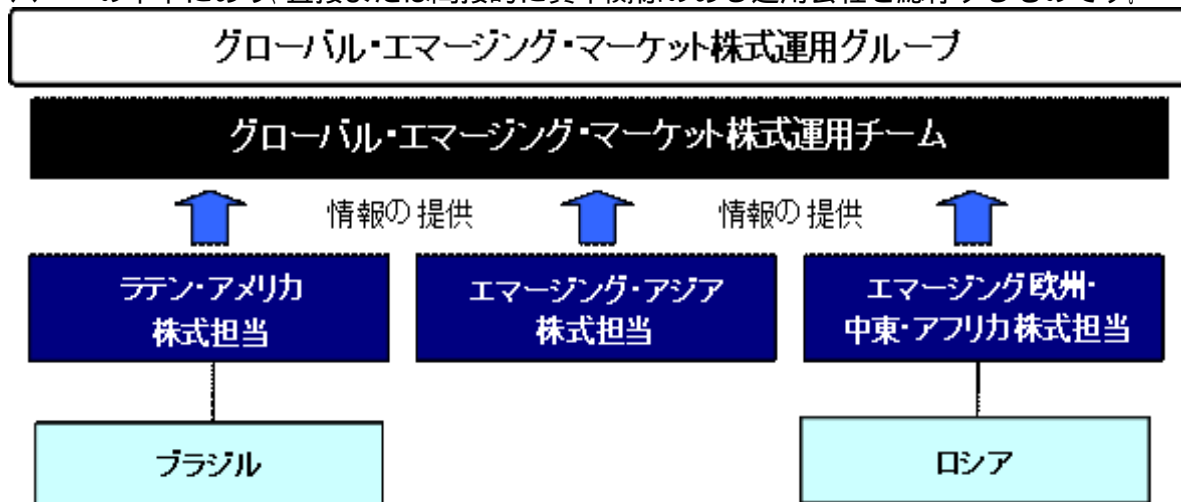 グローバル・エマージング・マーケット株式運用グループ
グローバル・エマージング・マーケット株式運用チーム
情報の提供 情報の提供
ラテン・アメリカ
株式担当
エマージング・アジア
株式担当
エマージング欧州・
中東・アフリカ株式担当
ブラジル
ロシア